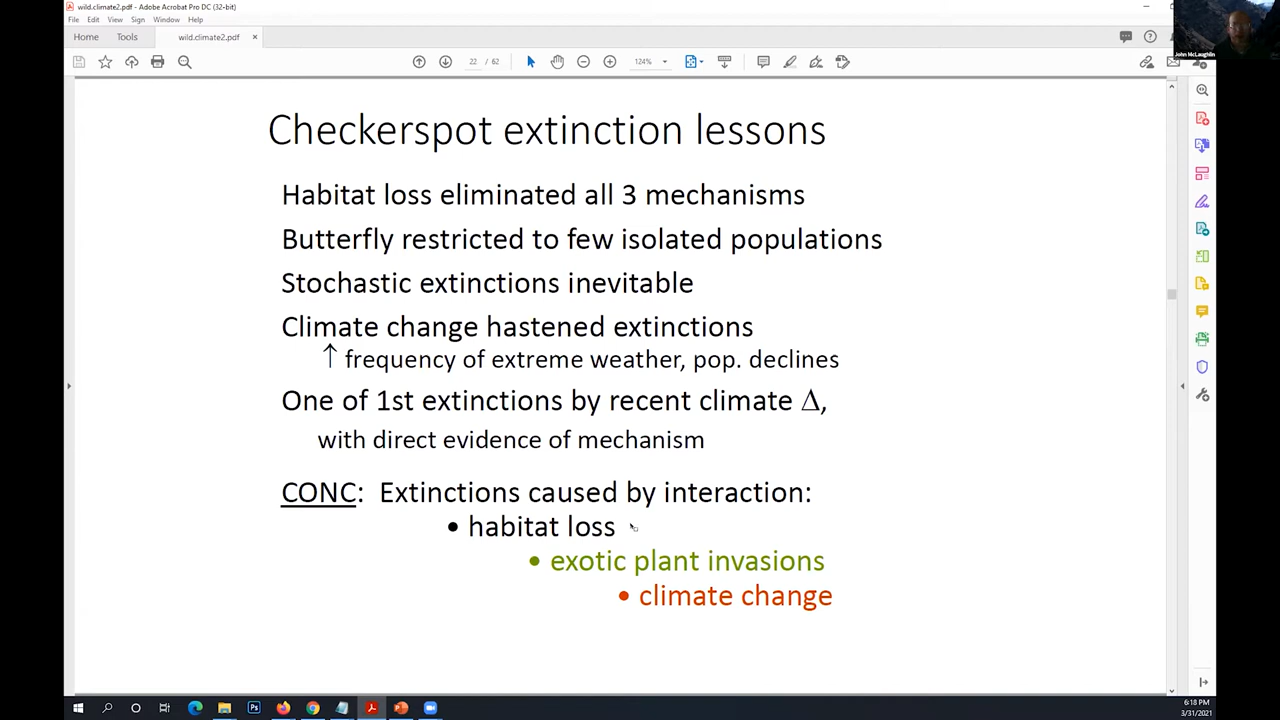 wild.climate2.pdf - Adobe Acrobat Pro DC (32-bit)
File Edit View Sign Window Help
Home Tools wild.climate2.pdf ×
22 / 62 124%
John McLaughlin
Checkerspot extinction lessons
Habitat loss eliminated all 3 mechanisms
Butterfly restricted to few isolated populations
Stochastic extinctions inevitable
Climate change hastened extinctions
↑ frequency of extreme weather, pop. declines
One of 1st extinctions by recent climate Δ,
with direct evidence of mechanism
CONC: Extinctions caused by interaction:
• habitat loss
• exotic plant invasions
• climate change
6:18 PM
3/31/2021